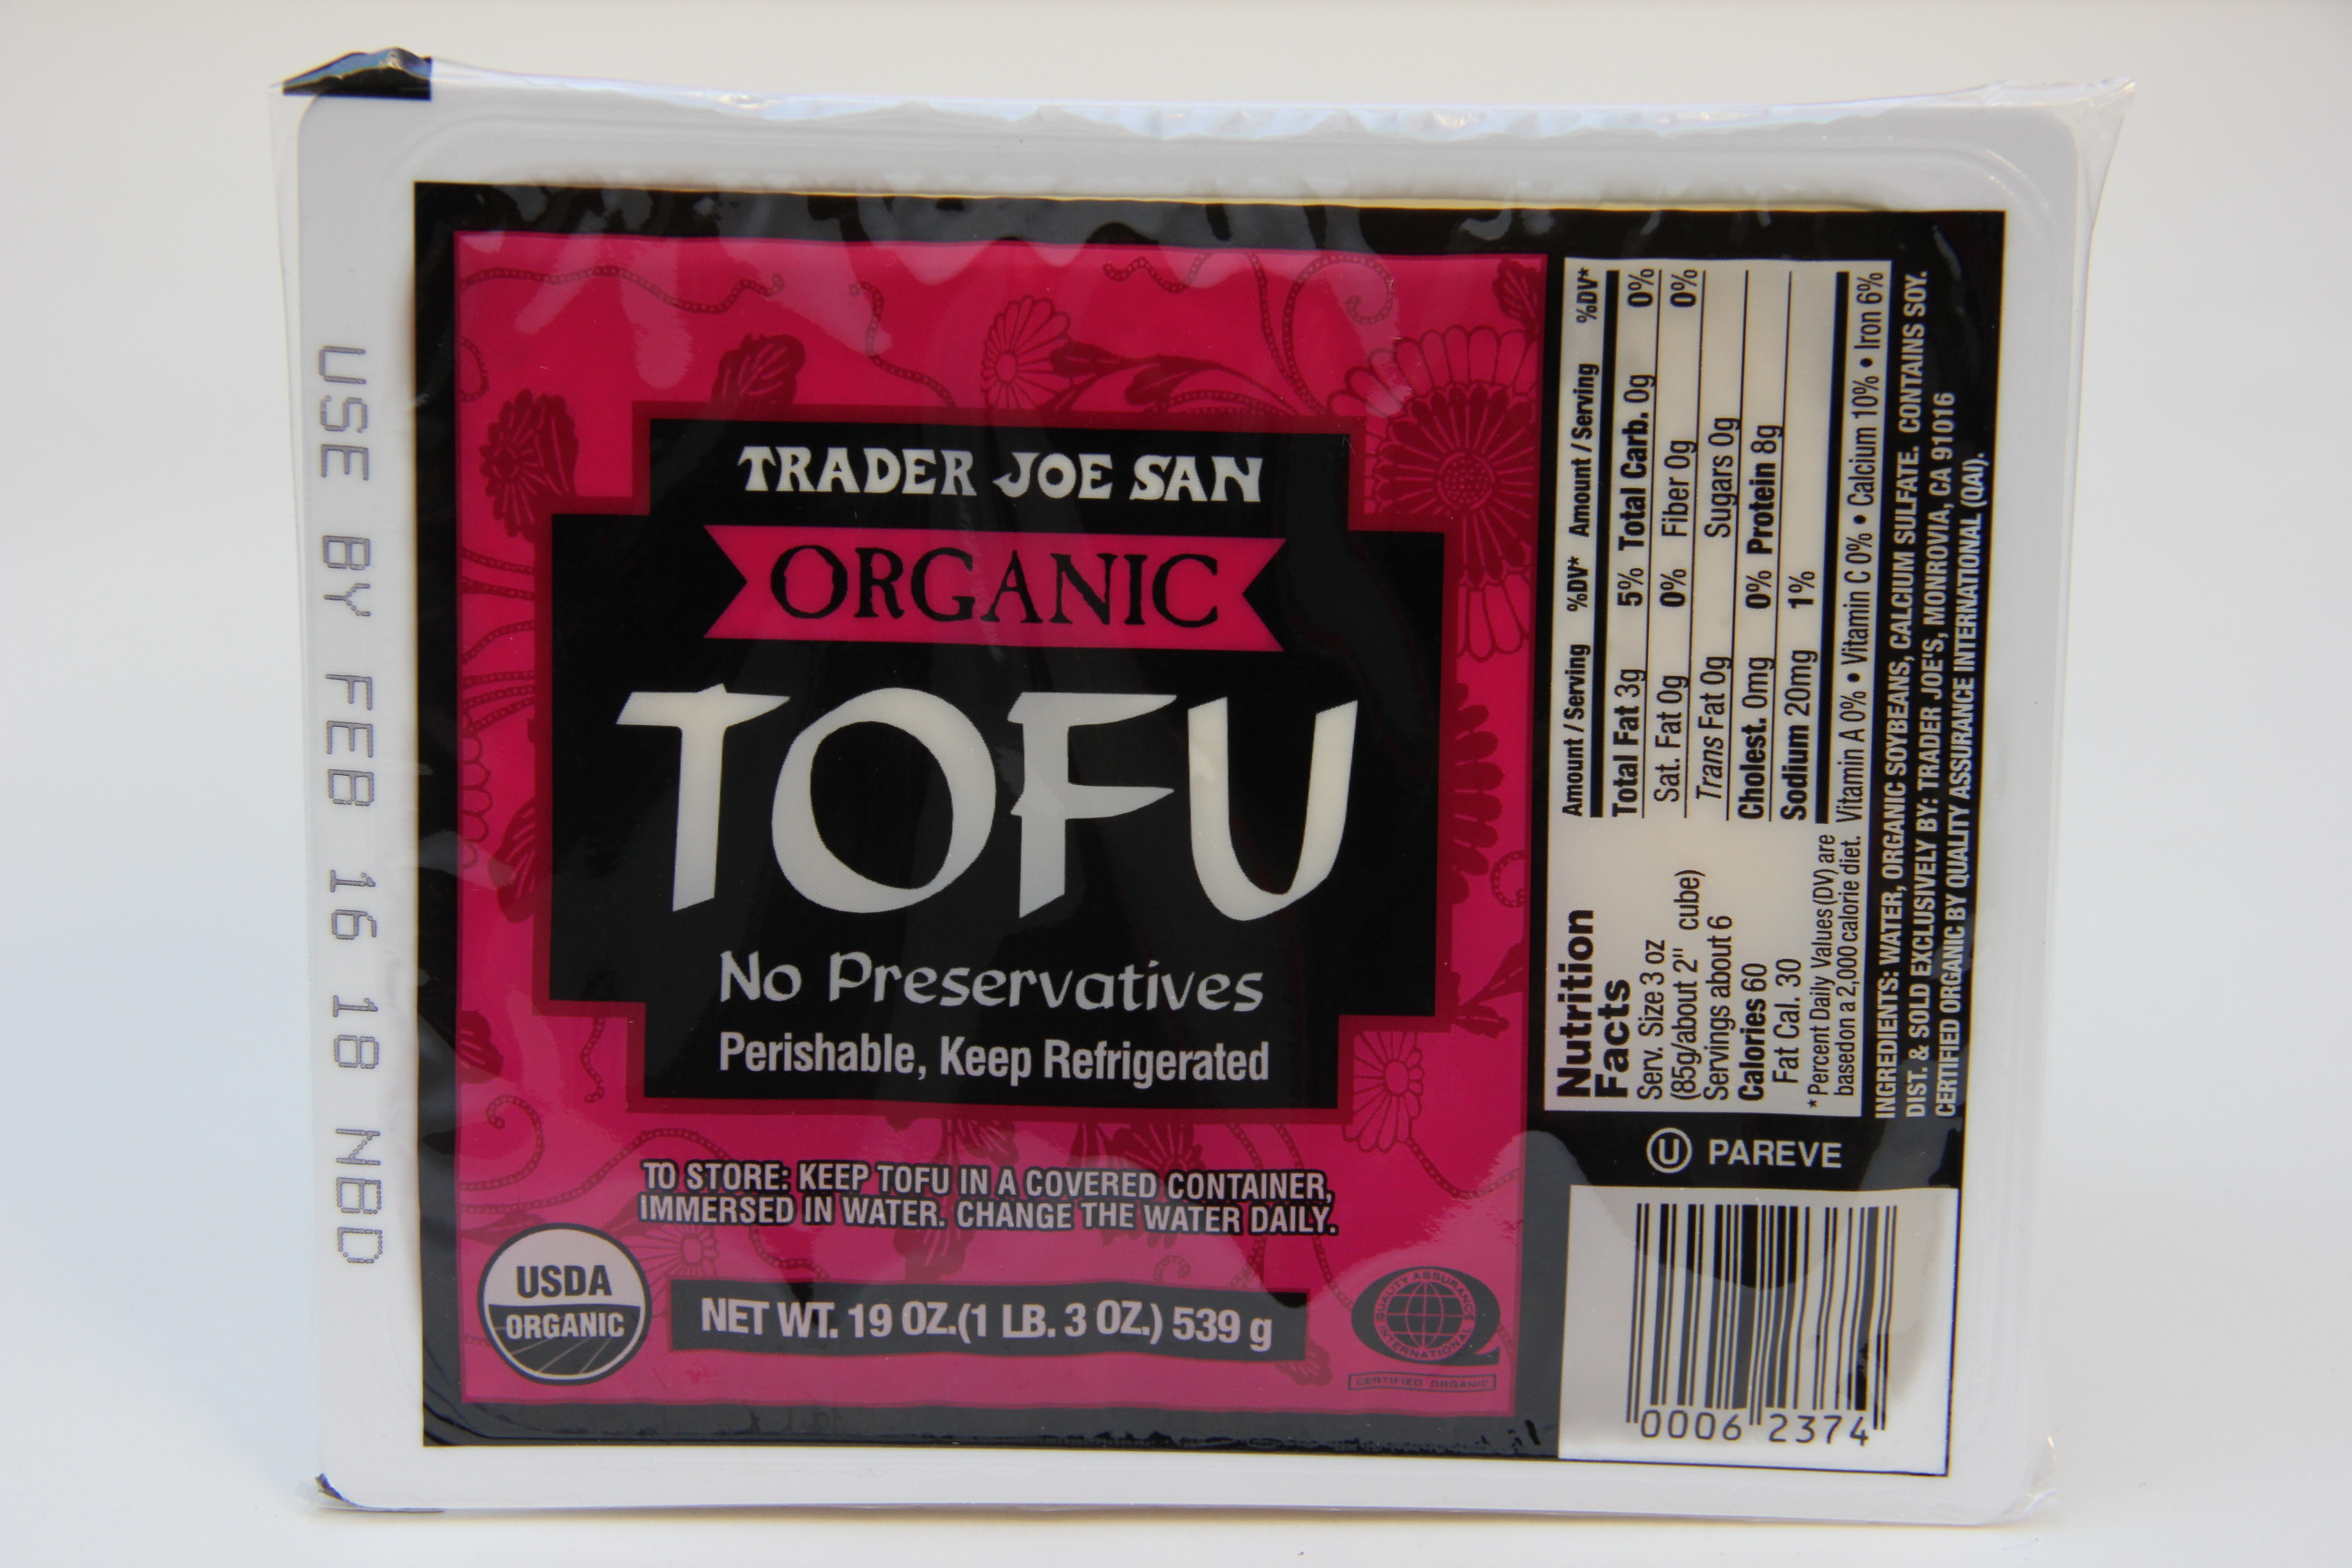 USE BY FEB 16 18 NBD
TRADER JOE SAN
ORGANIC
TOFU
No Preservatives
Perishable, Keep Refrigerated
TO STORE: KEEP TOFU IN A COVERED CONTAINER,
IMMERSED IN WATER. CHANGE THE WATER DAILY.
USDA
ORGANIC
NET WT. 19 OZ.(1 LB. 3 OZ.) 539 g
QUALITY ASSURANCE
INTERNATIONAL
CERTIFIED ORGANIC
Nutrition
Facts
Serv. Size 3 oz
(85g/about 2" cube)
Servings about 6
Calories 60
Fat Cal. 30
*Percent Daily Values (DV) are
based on a 2,000 calorie diet.
Amount / Serving %DV* Amount / Serving %DV*
Total Fat 3g 5% Total Carb. 0g 0%
Sat. Fat 0g 0% Fiber 0g 0%
Trans Fat 0g Sugars 0g
Cholest. 0mg 0% Protein 8g
Sodium 20mg 1%
Vitamin A 0% • Vitamin C 0% • Calcium 10% • Iron 6%
INGREDIENTS: WATER, ORGANIC SOYBEANS, CALCIUM SULFATE. CONTAINS SOY.
DIST. & SOLD EXCLUSIVELY BY: TRADER JOE'S, MONROVIA, CA 91016
CERTIFIED ORGANIC BY QUALITY ASSURANCE INTERNATIONAL (QAI).
U PAREVE
0006 2374